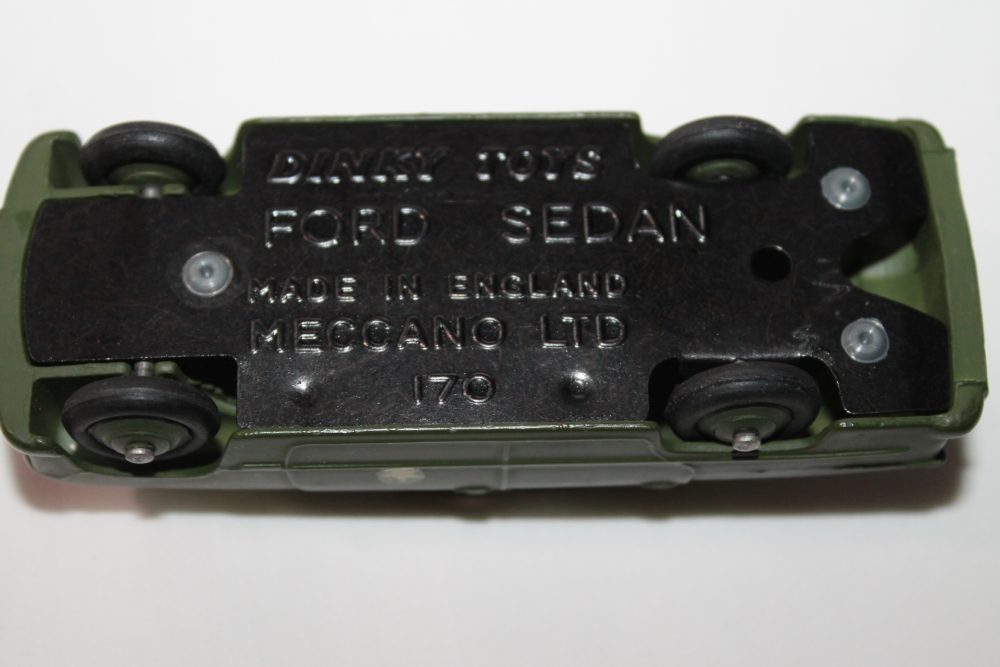 DINKY TOYS
FORD SEDAN
MADE IN ENGLAND
MECCANO LTD
170